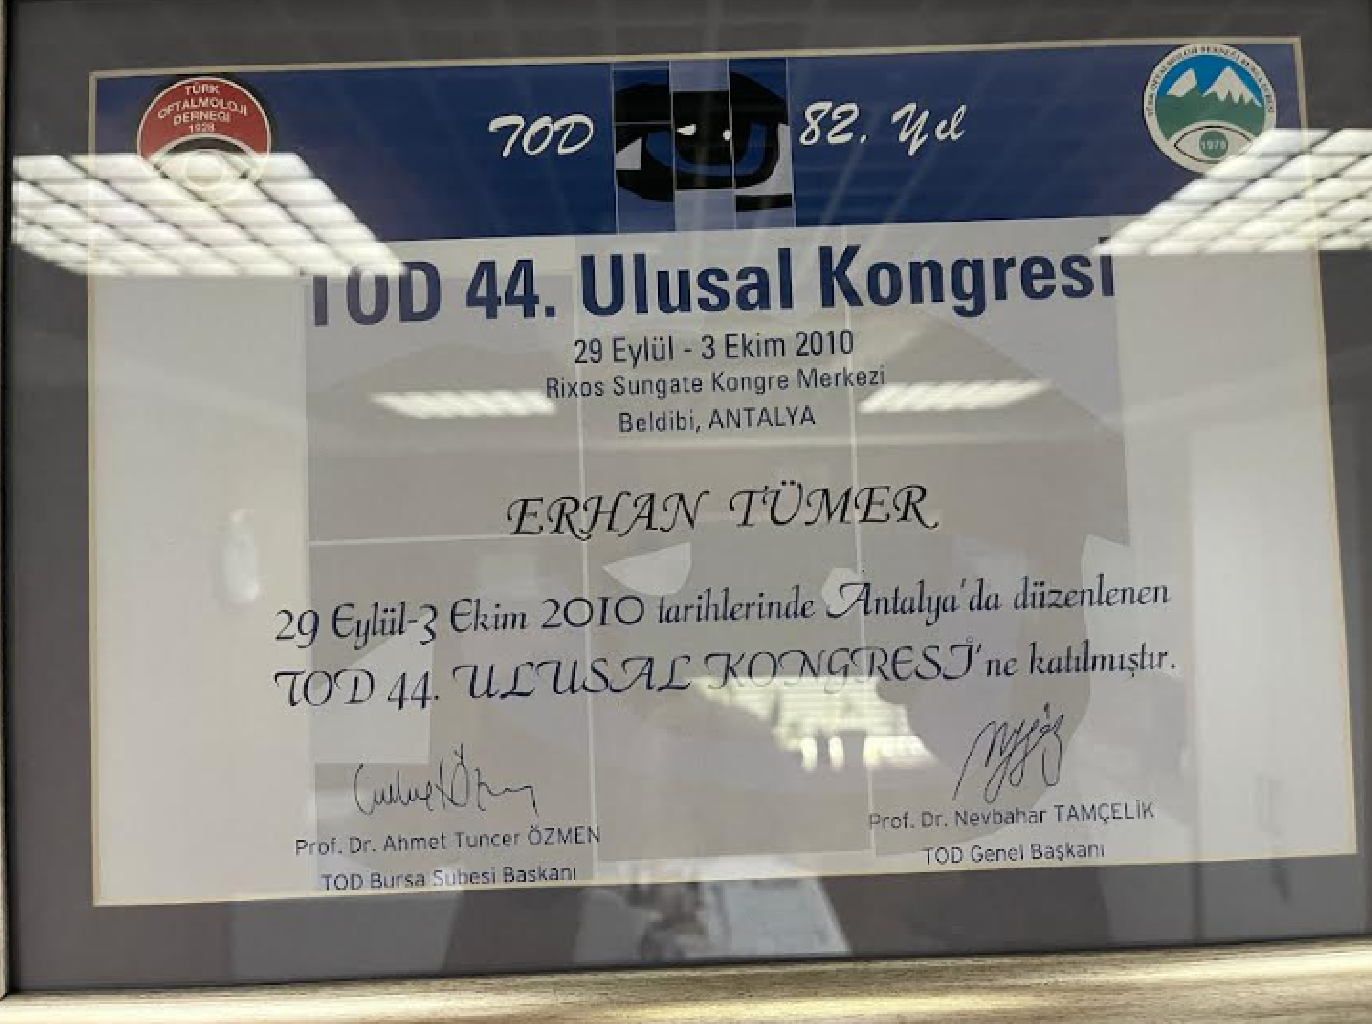 TÜRK
OFTALMOLOJİ
DERNEĞİ
1928
TOD 82. Yıl
1978
TOD 44. Ulusal Kongresi
29 Eylül - 3 Ekim 2010
Rixos Sungate Kongre Merkezi
Beldibi, ANTALYA
ERHAN TÜMER
29 Eylül-3 Ekim 2010 tarihlerinde Antalya'da düzenlenen
TOD 44. ULUSAL KONGRESİ'ne katılmıştır.
Prof. Dr. Ahmet Tuncer ÖZMEN
TOD Bursa Şubesi Başkanı
Prof. Dr. Nevbahar TAMÇELİK
TOD Genel Başkanı